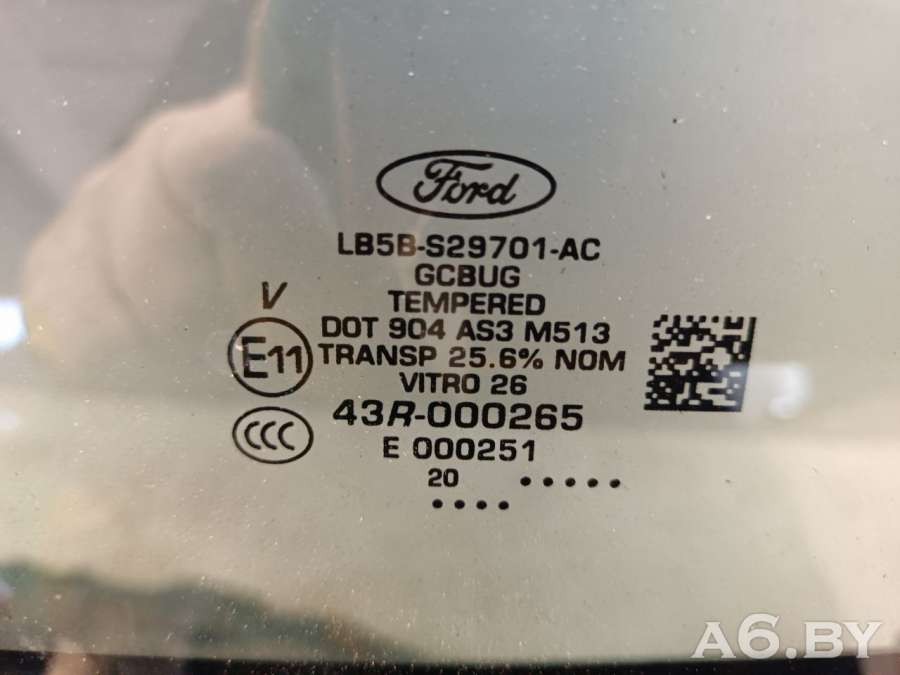 Ford
LB5B-S29701-AC
GCBUG
TEMPERED
V
DOT 904 AS3 M513
E11
TRANSP 25.6% NOM
VITRO 26
43R-000265
CCC
E 000251
20 .....
....
A6.BY